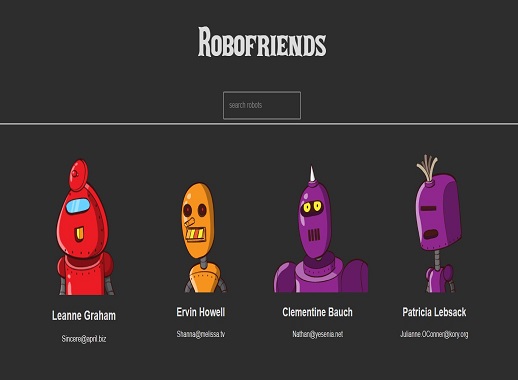 Robofriends
search robots
Leanne Graham
Ervin Howell
Clementine Bauch
Patricia Lebsack
Sincere@april.biz
Shanna@melissa.tv
Nathan@yesenia.net
Julianne.OConner@kory.org